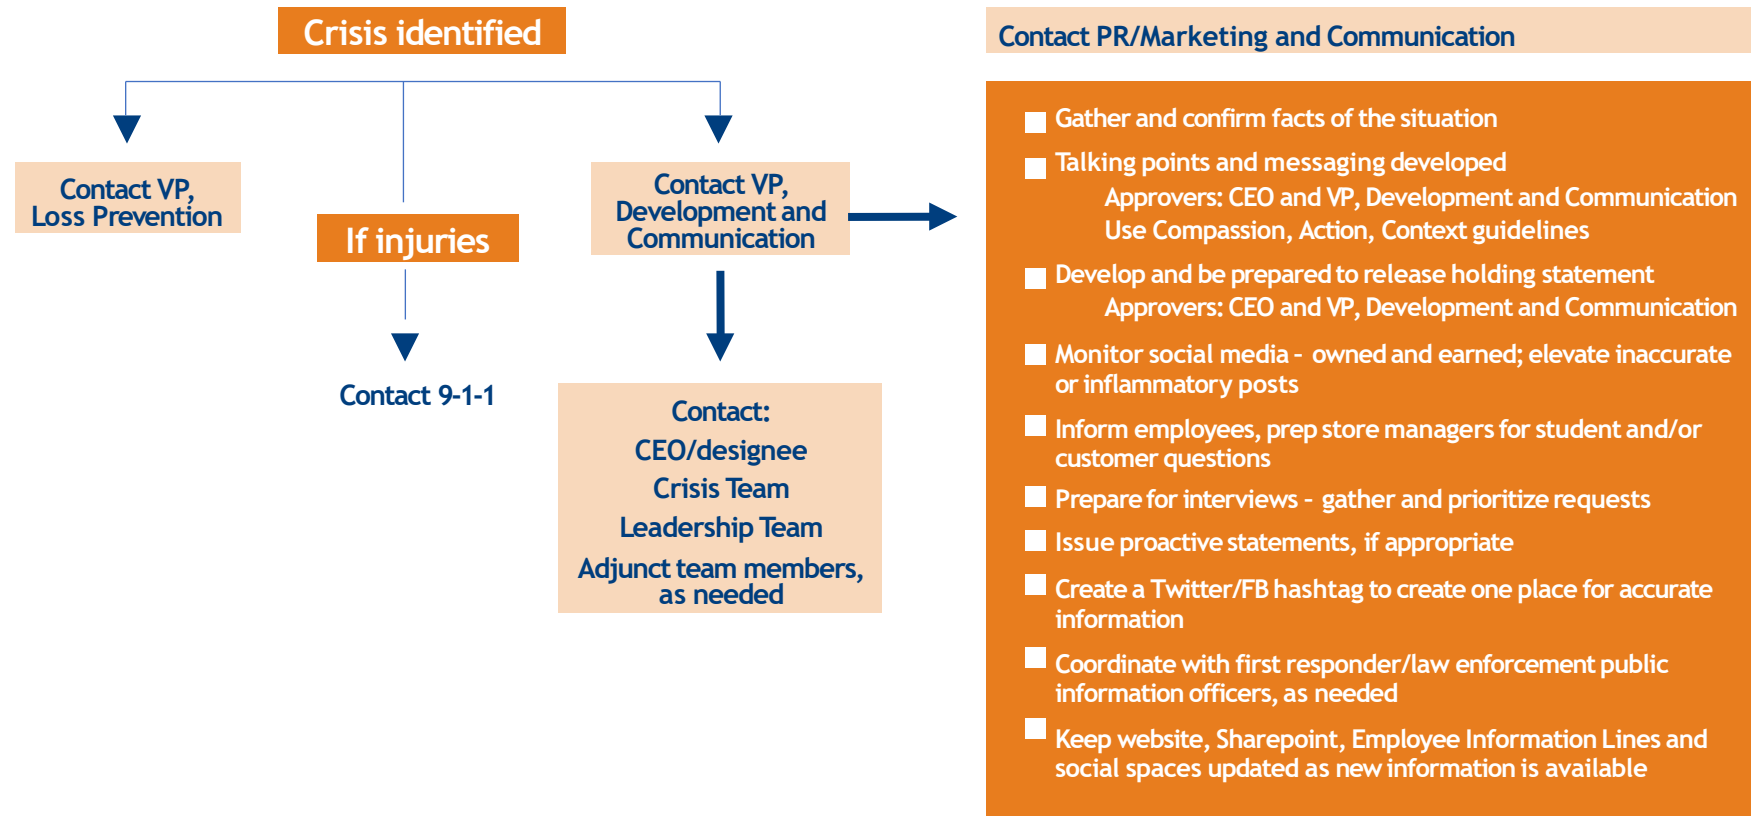 Crisis identified
Contact VP,
Loss Prevention
If injuries
Contact 9-1-1
Contact VP,
Development and
Communication
Contact:
CEO/designee
Crisis Team
Leadership Team
Adjunct team members,
as needed
Contact PR/Marketing and Communication
Gather and confirm facts of the situation
Talking points and messaging developed
Approvers: CEO and VP, Development and Communication
Use Compassion, Action, Context guidelines
Develop and be prepared to release holding statement
Approvers: CEO and VP, Development and Communication
Monitor social media – owned and earned; elevate inaccurate
or inflammatory posts
Inform employees, prep store managers for student and/or
customer questions
Prepare for interviews – gather and prioritize requests
Issue proactive statements, if appropriate
Create a Twitter/FB hashtag to create one place for accurate
information
Coordinate with first responder/law enforcement public
information officers, as needed
Keep website, Sharepoint, Employee Information Lines and
social spaces updated as new information is available